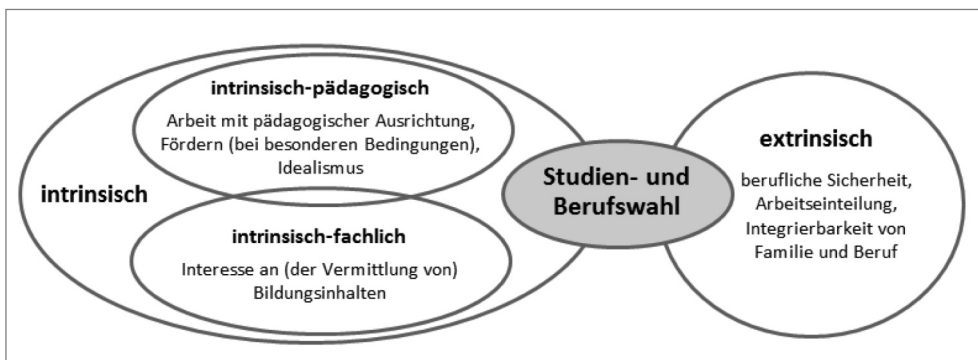 intrinsisch
intrinsisch-pädagogisch
Arbeit mit pädagogischer Ausrichtung,
Fördern (bei besonderen Bedingungen),
Idealismus
intrinsisch-fachlich
Interesse an (der Vermittlung von)
Bildungsinhalten
Studien- und
Berufswahl
extrinsisch
berufliche Sicherheit,
Arbeitseinteilung,
Integrierbarkeit von
Familie und Beruf